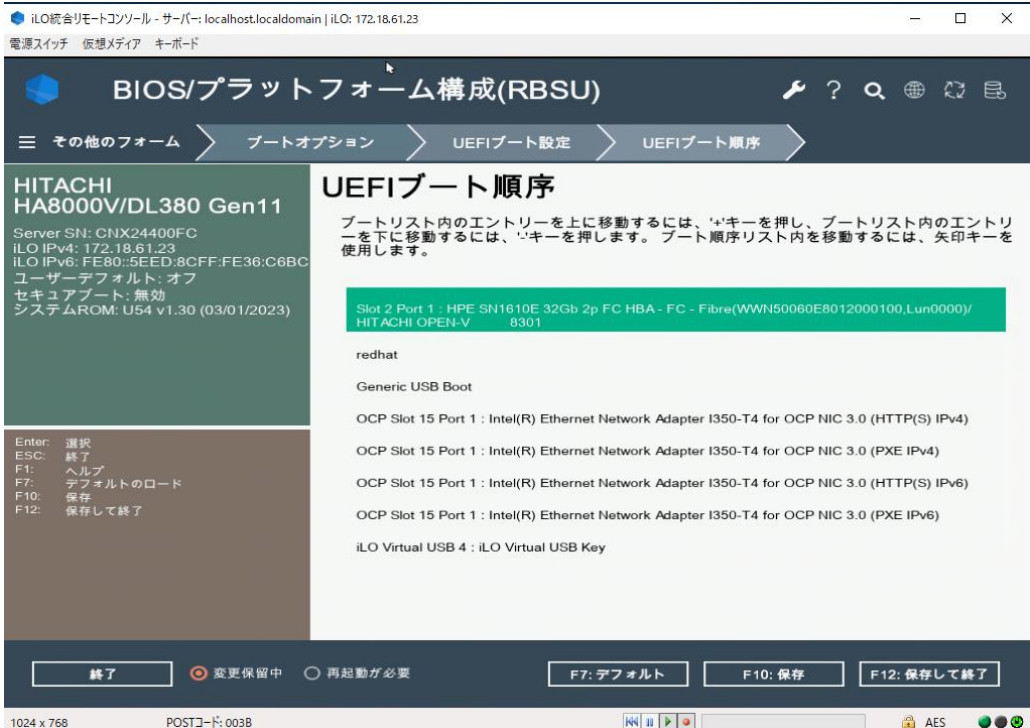 iLO統合リモートコンソール - サーバー: localhost.localdomain | iLO: 172.18.61.23
電源スイッチ 仮想メディア キーボード
BIOS/プラットフォーム構成(RBSU)
その他のフォーム ブートオプション UEFIブート設定 UEFIブート順序
HITACHI
HA8000V/DL380 Gen11
Server SN: CNX24400FC
iLO IPv4: 172.18.61.23
iLO IPv6: FE80::5EED:8CFF:FE36:C6BC
ユーザーデフォルト: オフ
セキュアブート: 無効
システムROM: U54 v1.30 (03/01/2023)
Enter: 選択
ESC: 終了
F1: ヘルプ
F7: デフォルトのロード
F10: 保存
F12: 保存して終了
UEFIブート順序
ブートリスト内のエントリーを上に移動するには、'+'キーを押し、ブートリスト内のエントリ
ーを下に移動するには、'-'キーを押します。 ブート順序リスト内を移動するには、矢印キーを
使用します。
Slot 2 Port 1 : HPE SN1610E 32Gb 2p FC HBA - FC - Fibre(WWN50060E8012000100,Lun0000)/
HITACHI OPEN-V 8301
redhat
Generic USB Boot
OCP Slot 15 Port 1 : Intel(R) Ethernet Network Adapter I350-T4 for OCP NIC 3.0 (HTTP(S) IPv4)
OCP Slot 15 Port 1 : Intel(R) Ethernet Network Adapter I350-T4 for OCP NIC 3.0 (PXE IPv4)
OCP Slot 15 Port 1 : Intel(R) Ethernet Network Adapter I350-T4 for OCP NIC 3.0 (HTTP(S) IPv6)
OCP Slot 15 Port 1 : Intel(R) Ethernet Network Adapter I350-T4 for OCP NIC 3.0 (PXE IPv6)
iLO Virtual USB 4 : iLO Virtual USB Key
終了 変更保留中 再起動が必要 F7: デフォルト F10: 保存 F12: 保存して終了
1024 x 768 POSTコード: 003B AES